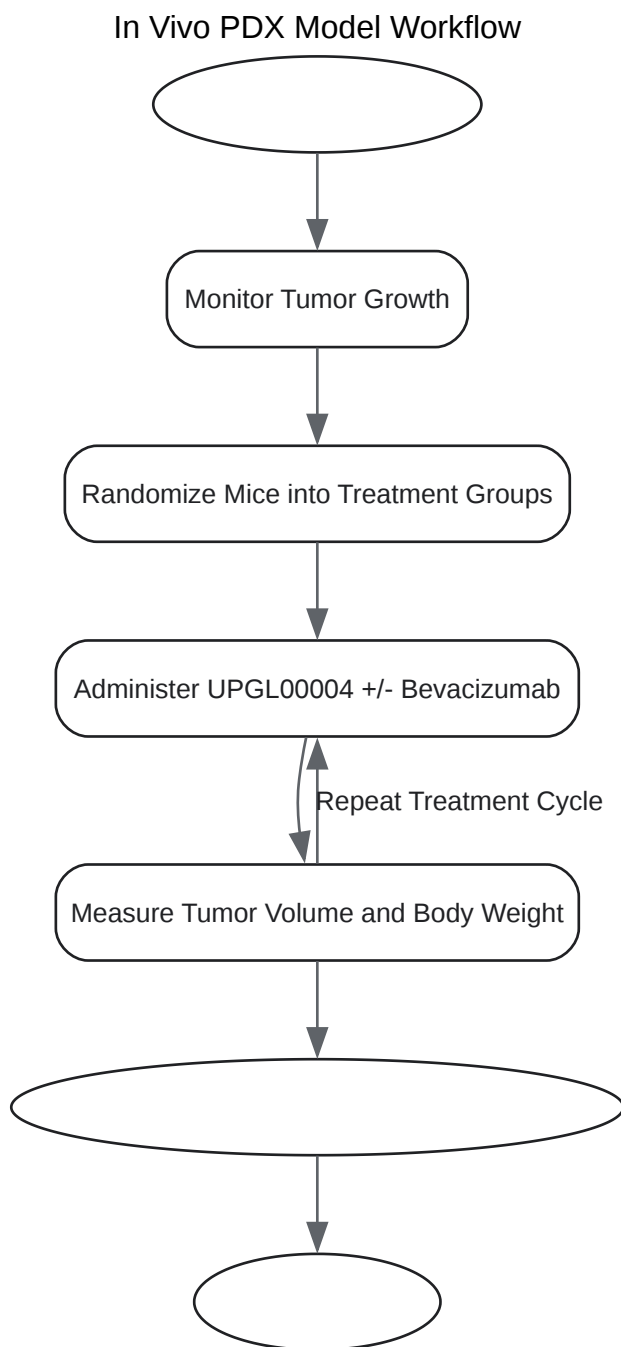 In Vivo PDX Model Workflow
Monitor Tumor Growth
Randomize Mice into Treatment Groups
Administer UPGL00004 +/- Bevacizumab
Repeat Treatment Cycle
Measure Tumor Volume and Body Weight